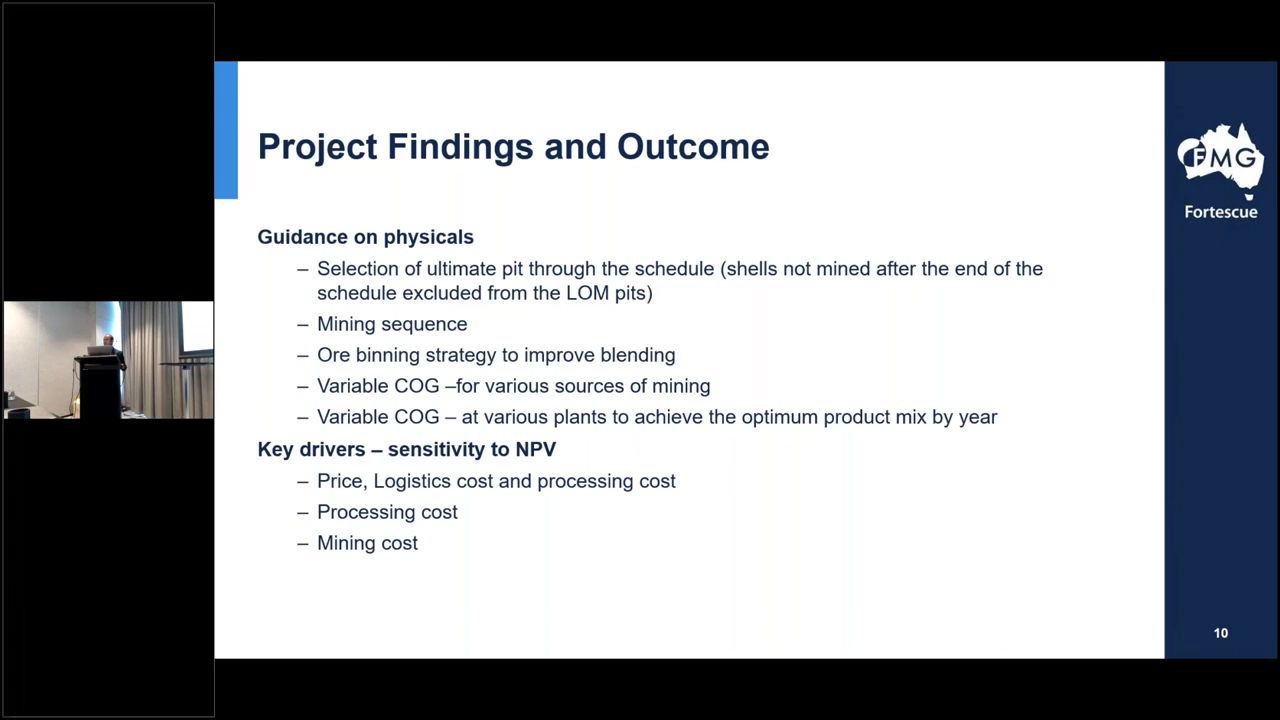 Project Findings and Outcome
Guidance on physicals
– Selection of ultimate pit through the schedule (shells not mined after the end of the
schedule excluded from the LOM pits)
– Mining sequence
– Ore binning strategy to improve blending
– Variable COG –for various sources of mining
– Variable COG – at various plants to achieve the optimum product mix by year
Key drivers – sensitivity to NPV
– Price, Logistics cost and processing cost
– Processing cost
– Mining cost
FMG
Fortescue
10